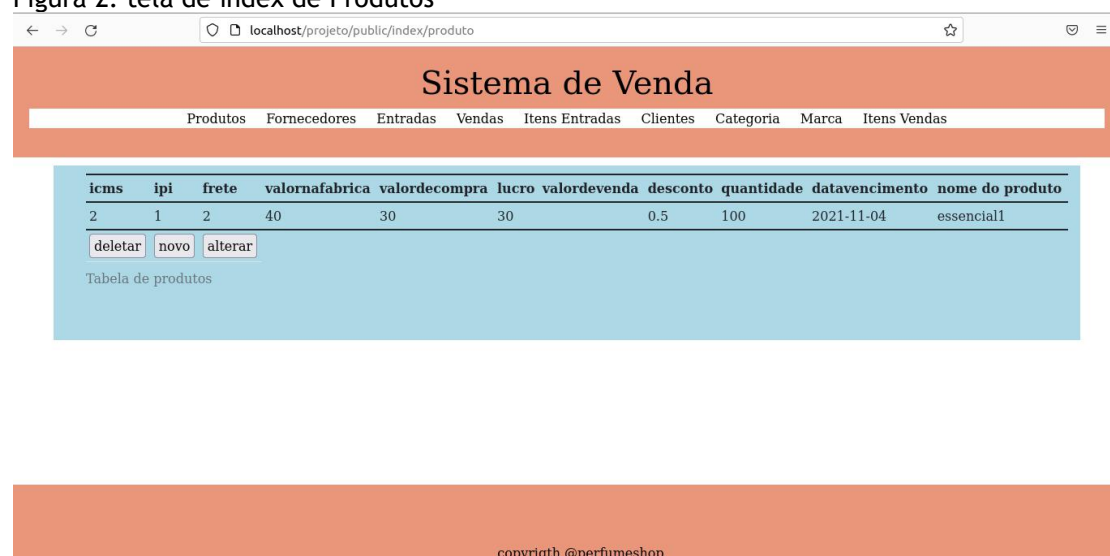 Figura 2: tela de index de Produtos
localhost/projeto/public/index/produto
Sistema de Venda
Produtos Fornecedores Entradas Vendas Itens Entradas Clientes Categoria Marca Itens Vendas
icms ipi frete valornafabrica valordecompra lucro valordevenda desconto quantidade datavencimento nome do produto
2 1 2 40 30 30 0.5 100 2021-11-04 essencial1
deletar novo alterar
Tabela de produtos
copyrigth @perfumeshop